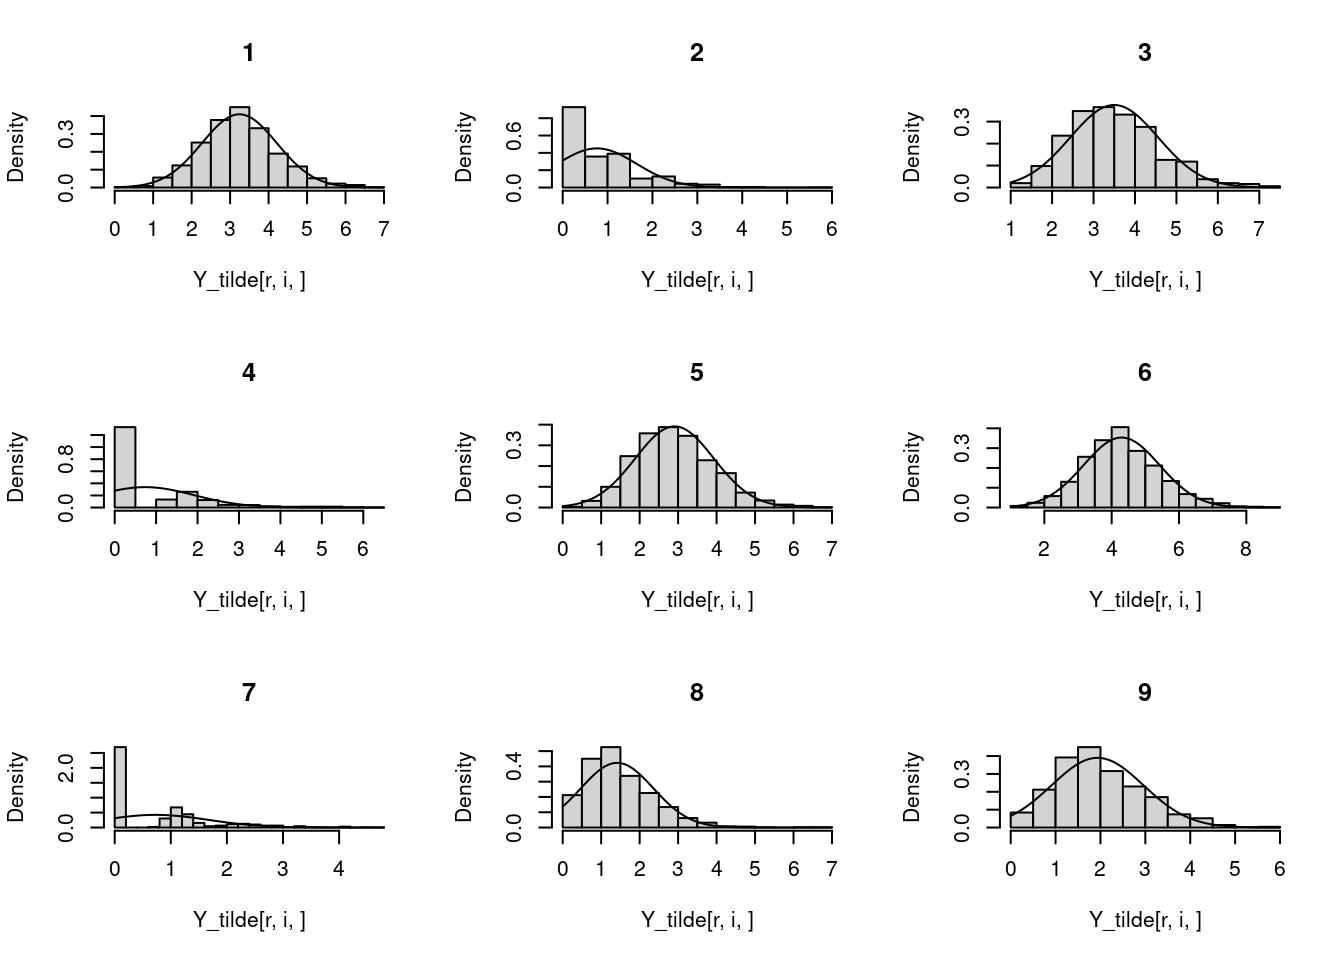 1
Density
0.0 0.3
0 1 2 3 4 5 6 7
Y_tilde[r, i, ]
2
Density
0.0 0.6
0 1 2 3 4 5 6
Y_tilde[r, i, ]
3
Density
0.0 0.3
1 2 3 4 5 6 7
Y_tilde[r, i, ]
4
Density
0.0 0.8
0 1 2 3 4 5 6
Y_tilde[r, i, ]
5
Density
0.0 0.3
0 1 2 3 4 5 6 7
Y_tilde[r, i, ]
6
Density
0.0 0.3
2 4 6 8
Y_tilde[r, i, ]
7
Density
0.0 2.0
0 1 2 3 4
Y_tilde[r, i, ]
8
Density
0.0 0.4
0 1 2 3 4 5 6 7
Y_tilde[r, i, ]
9
Density
0.0 0.3
0 1 2 3 4 5 6
Y_tilde[r, i, ]